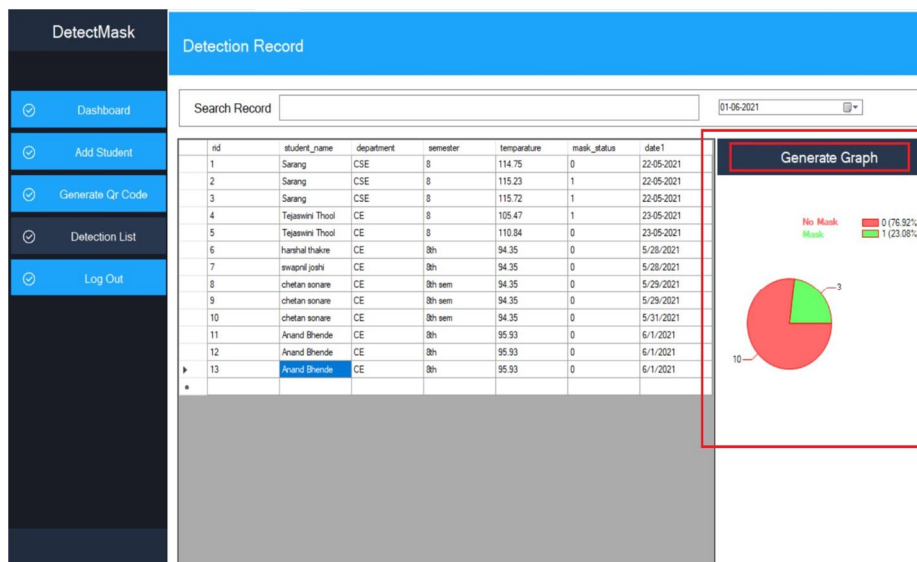 DetectMask
Detection Record
Dashboard
Add Student
Generate Qr Code
Detection List
Log Out
Search Record
01-06-2021
rid student_name department semester temparature mask_status date1
1 Sarang CSE 8 114.75 0 22-05-2021
2 Sarang CSE 8 115.23 1 22-05-2021
3 Sarang CSE 8 115.72 1 22-05-2021
4 Tejaswini Thool CE 8 105.47 1 23-05-2021
5 Tejaswini Thool CE 8 110.84 0 23-05-2021
6 harshal thakre CE 8th 94.35 0 5/28/2021
7 swapnil joshi CE 8th 94.35 0 5/28/2021
8 chetan sonare CE 8th sem 94.35 0 5/29/2021
9 chetan sonare CE 8th sem 94.35 0 5/29/2021
10 chetan sonare CE 8th sem 94.35 0 5/31/2021
11 Anand Bhende CE 8th 95.93 0 6/1/2021
12 Anand Bhende CE 8th 95.93 0 6/1/2021
13 Anand Bhende CE 8th 95.93 0 6/1/2021
Generate Graph
No Mask 0 (76.92%
Mask 1 (23.08%
3
10